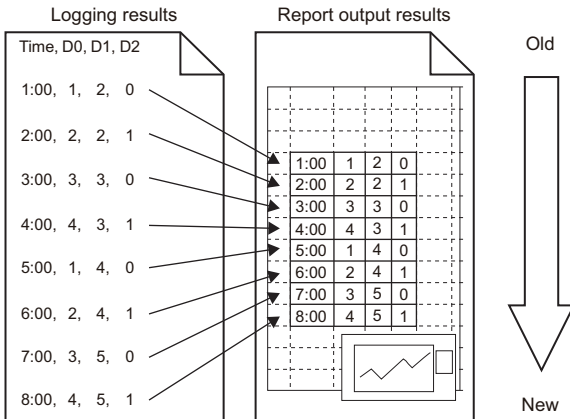 Logging results
Time, D0, D1, D2
1:00, 1, 2, 0
2:00, 2, 2, 1
3:00, 3, 3, 0
4:00, 4, 3, 1
5:00, 1, 4, 0
6:00, 2, 4, 1
7:00, 3, 5, 0
8:00, 4, 5, 1
Report output results
1:00 1 2 0
2:00 2 2 1
3:00 3 3 0
4:00 4 3 1
5:00 1 4 0
6:00 2 4 1
7:00 3 5 0
8:00 4 5 1
Old
New